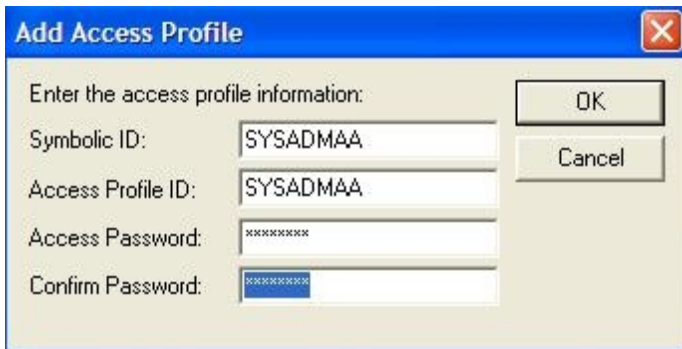 Add Access Profile
Enter the access profile information:
OK
Symbolic ID: SYSADMAA
Cancel
Access Profile ID: SYSADMAA
Access Password: ********
Confirm Password: ********